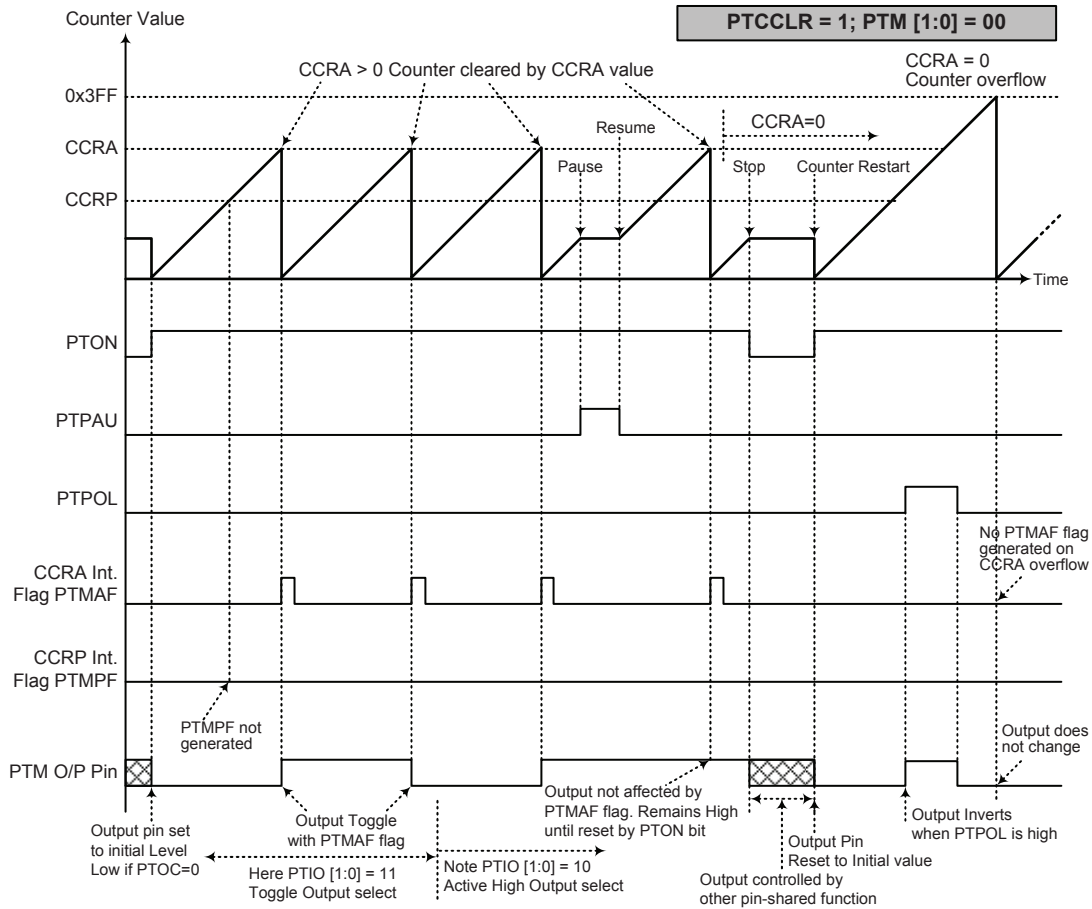 Counter Value
PTCCLR = 1; PTM [1:0] = 00
CCRA > 0 Counter cleared by CCRA value
CCRA = 0
Counter overflow
0x3FF
Resume
CCRA=0
CCRA
Pause
Stop
Counter Restart
CCRP
Time
PTON
PTPAU
PTPOL
No PTMAF flag
generated on
CCRA overflow
CCRA Int.
Flag PTMAF
CCRP Int.
Flag PTMPF
PTMPF not
generated
Output does
not change
PTM O/P Pin
Output pin set
to initial Level
Low if PTOC=0
Output Toggle
with PTMAF flag
Output not affected by
PTMAF flag. Remains High
until reset by PTON bit
Output Inverts
when PTPOL is high
Output Pin
Reset to Initial value
Here PTIO [1:0] = 11
Toggle Output select
Note PTIO [1:0] = 10
Active High Output select
Output controlled by
other pin-shared function